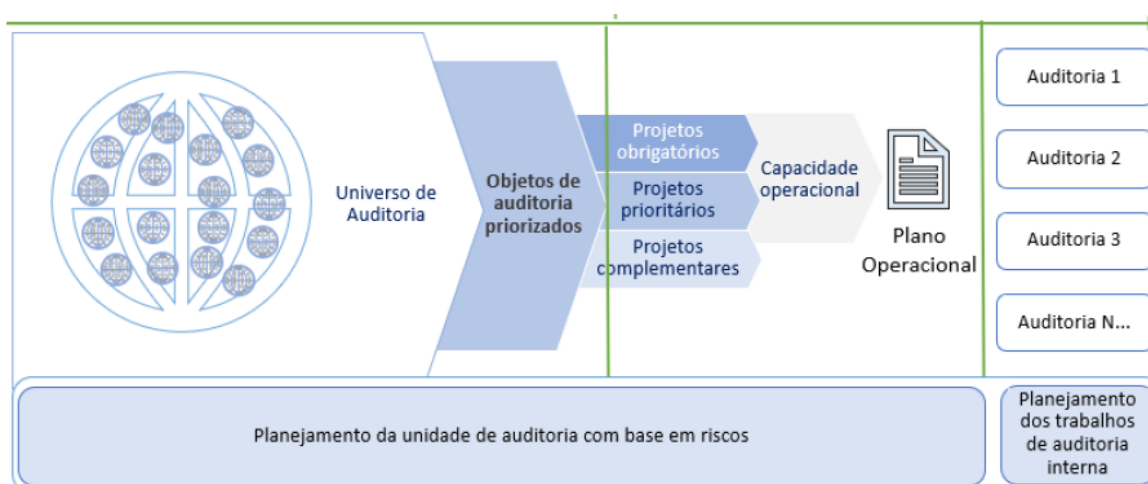 Universo de
Auditoria
Objetos de
auditoria
priorizados
Projetos
obrigatórios
Projetos
prioritários
Projetos
complementares
Capacidade
operacional
Plano
Operacional
Auditoria 1
Auditoria 2
Auditoria 3
Auditoria N...
Planejamento da unidade de auditoria com base em riscos
Planejamento
dos trabalhos
de auditoria
interna